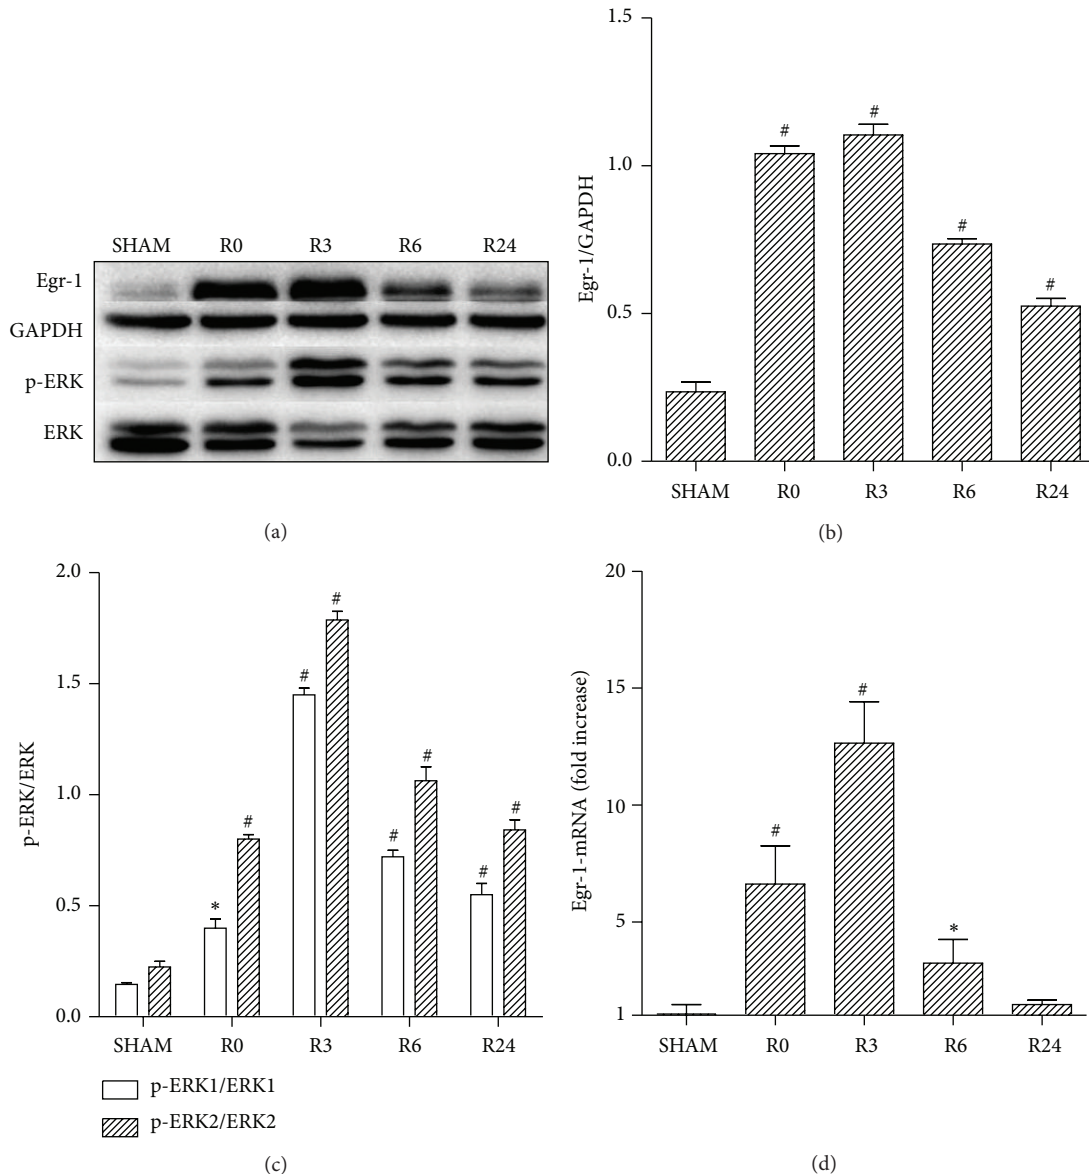 SHAM R0 R3 R6 R24
Egr-1
GAPDH
p-ERK
ERK
(a)
1.5
1.0
0.5
0.0
Egr-1/GAPDH
# # # #
SHAM R0 R3 R6 R24
(b)
2.0
1.5
1.0
0.5
0.0
p-ERK/ERK
* # # # # # # #
SHAM R0 R3 R6 R24
p-ERK1/ERK1
p-ERK2/ERK2
(c)
20
15
10
5
1
Egr-1-mRNA (fold increase)
# # *
SHAM R0 R3 R6 R24
(d)